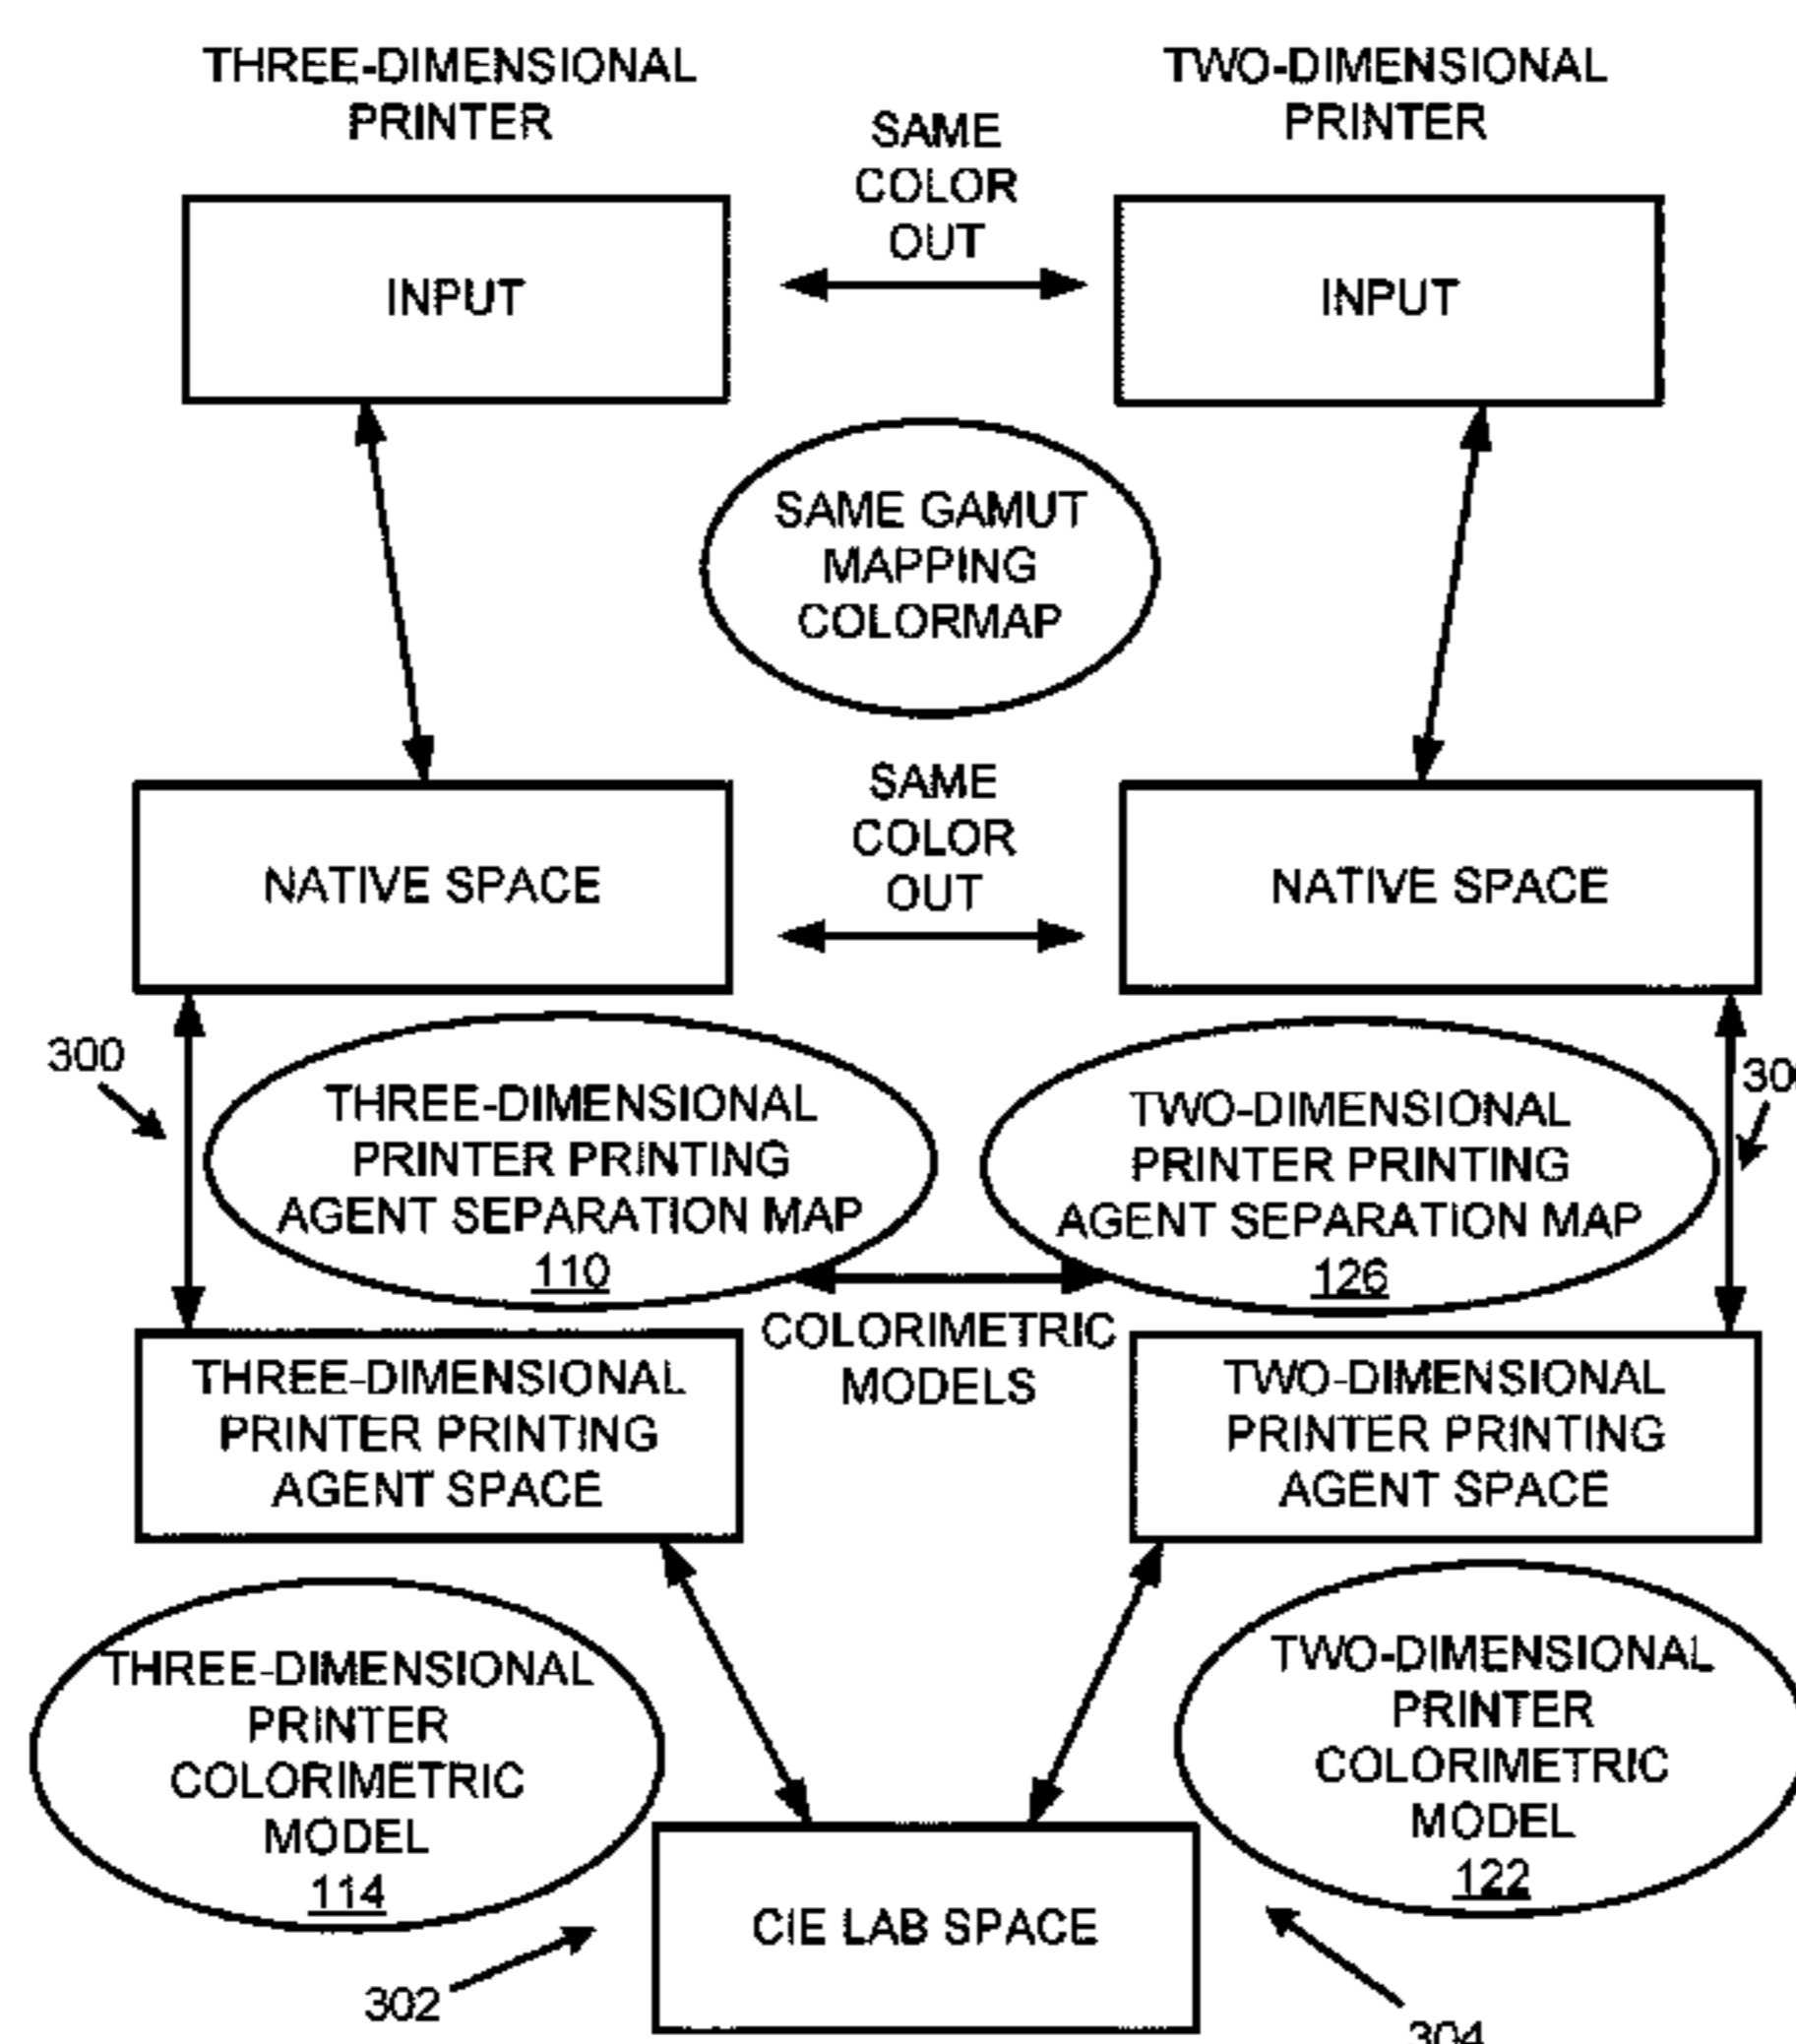 THREE-DIMENSIONAL
PRINTER
TWO-DIMENSIONAL
PRINTER
SAME
COLOR
OUT
INPUT
INPUT
SAME GAMUT
MAPPING
COLORMAP
SAME
COLOR
OUT
NATIVE SPACE
NATIVE SPACE
300
THREE-DIMENSIONAL
PRINTER PRINTING
AGENT SEPARATION MAP
110
TWO-DIMENSIONAL
PRINTER PRINTING
AGENT SEPARATION MAP
126
COLORIMETRIC
MODELS
THREE-DIMENSIONAL
PRINTER PRINTING
AGENT SPACE
TWO-DIMENSIONAL
PRINTER PRINTING
AGENT SPACE
THREE-DIMENSIONAL
PRINTER
COLORIMETRIC
MODEL
114
TWO-DIMENSIONAL
PRINTER
COLORIMETRIC
MODEL
122
CIE LAB SPACE
302
304